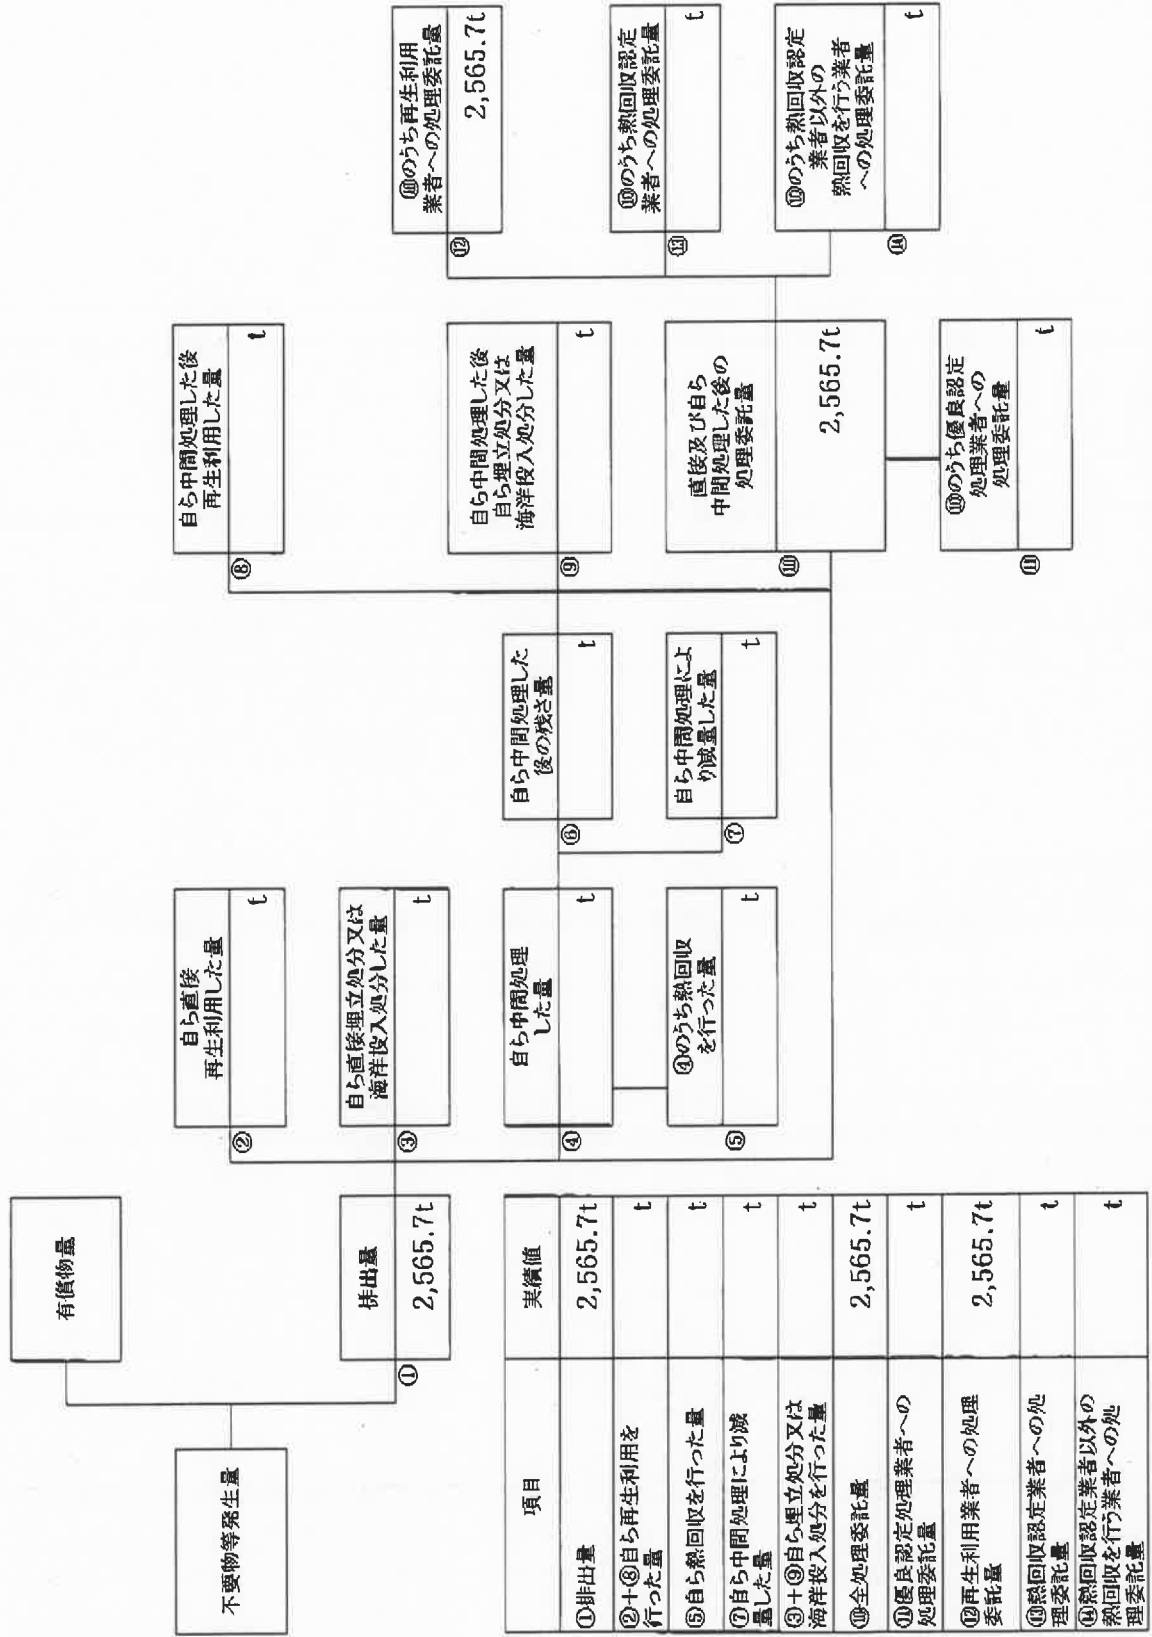 不要物等発生量
有償物量
①
排出量
2,565.7t
②
自ら直接
再生利用した量
t
③
自ら直接埋立処分又は
海洋投入処分した量
t
④
自ら中間処理
した量
t
⑤
④のうち熱回収
を行った量
t
⑥
自ら中間処理した
後の残さ量
t
⑦
自ら中間処理によ
り減量した量
t
⑧
自ら中間処理した後
再生利用した量
t
⑨
自ら中間処理した後
自ら埋立処分又は
海洋投入処分した量
t
⑩
直接及び自ら
中間処理した後の
処理委託量
2,565.7t
⑪
⑩のうち優良認定
処理業者への
処理委託量
t
⑫
⑩のうち再生利用
業者への処理委託量
2,565.7t
⑬
⑩のうち熱回収認定
業者への処理委託量
t
⑭
⑩のうち熱回収認定
業者以外の
熱回収を行う業者
への処理委託量
t
項目 実績値
①排出量 2,565.7t
②+⑧自ら再生利用を
行った量 t
⑤自ら熱回収を行った量 t
⑦自ら中間処理により減
量した量 t
③+⑨自ら埋立処分又は
海洋投入処分を行った量 t
⑩全処理委託量 2,565.7t
⑪優良認定処理業者への
処理委託量 t
⑫再生利用業者への処理
委託量 2,565.7t
⑬熱回収認定業者への処
理委託量 t
⑭熱回収認定業者以外の
熱回収を行う業者への処
理委託量 t